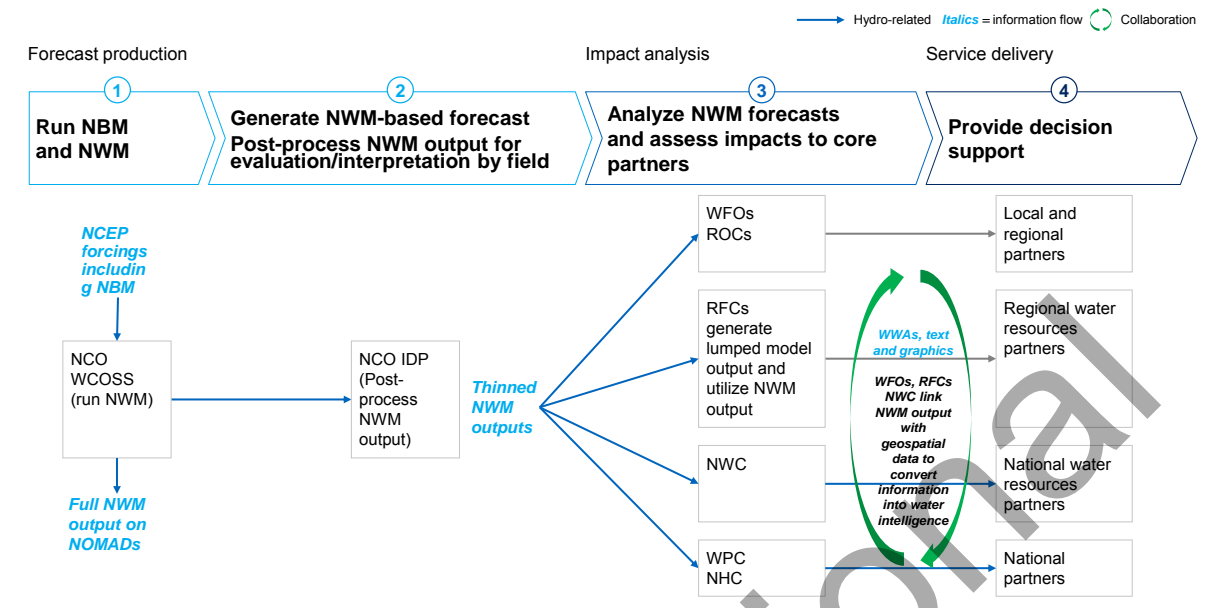 Hydro-related Italics = information flow Collaboration
Forecast production
Impact analysis
Service delivery
1
2
3
4
Run NBM
and NWM
Generate NWM-based forecast
Post-process NWM output for
evaluation/interpretation by field
Analyze NWM forecasts
and assess impacts to core
partners
Provide decision
support
NCEP
forcings
includin
g NBM
NCO
WCOSS
(run NWM)
Full NWM
output on
NOMADs
NCO IDP
(Post-
process
NWM
output)
Thinned
NWM
outputs
WFOs
ROCs
RFCs
generate
lumped model
output and
utilize NWM
output
NWC
WPC
NHC
WWAs, text
and graphics
WFOs, RFCs
NWC link
NWM output
with
geospatial
data to
convert
information
into water
intelligence
Local and
regional
partners
Regional water
resources
partners
National water
resources
partners
National
partners
ional